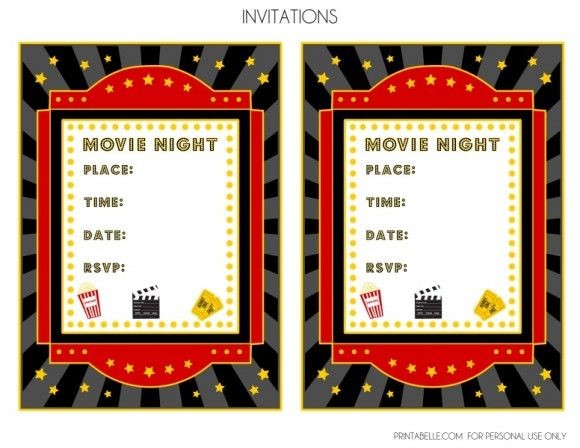 INVITATIONS
MOVIE NIGHT
PLACE:
TIME:
DATE:
RSVP:
MOVIE NIGHT
PLACE:
TIME:
DATE:
RSVP:
PRINTABELLE.COM FOR PERSONAL USE ONLY